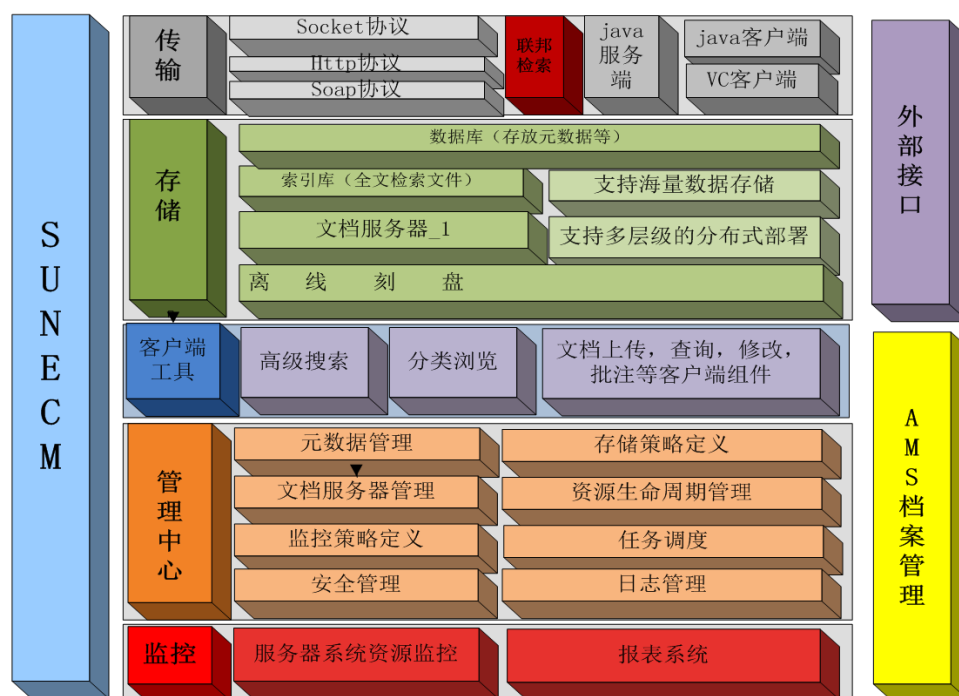 SUNECM
传输
Socket协议
Http协议
Soap协议
联邦
检索
java
服务
端
java客户端
VC客户端
存储
数据库（存放元数据等）
索引库（全文检索文件）
支持海量数据存储
文档服务器_1
支持多层级的分布式部署
离 线 刻 盘
客户端
工具
高级搜索
分类浏览
文档上传，查询，修改，
批注等客户端组件
管理中心
元数据管理
存储策略定义
文档服务器管理
资源生命周期管理
监控策略定义
任务调度
安全管理
日志管理
监控
服务器系统资源监控
报表系统
外部接口
AMS档案管理